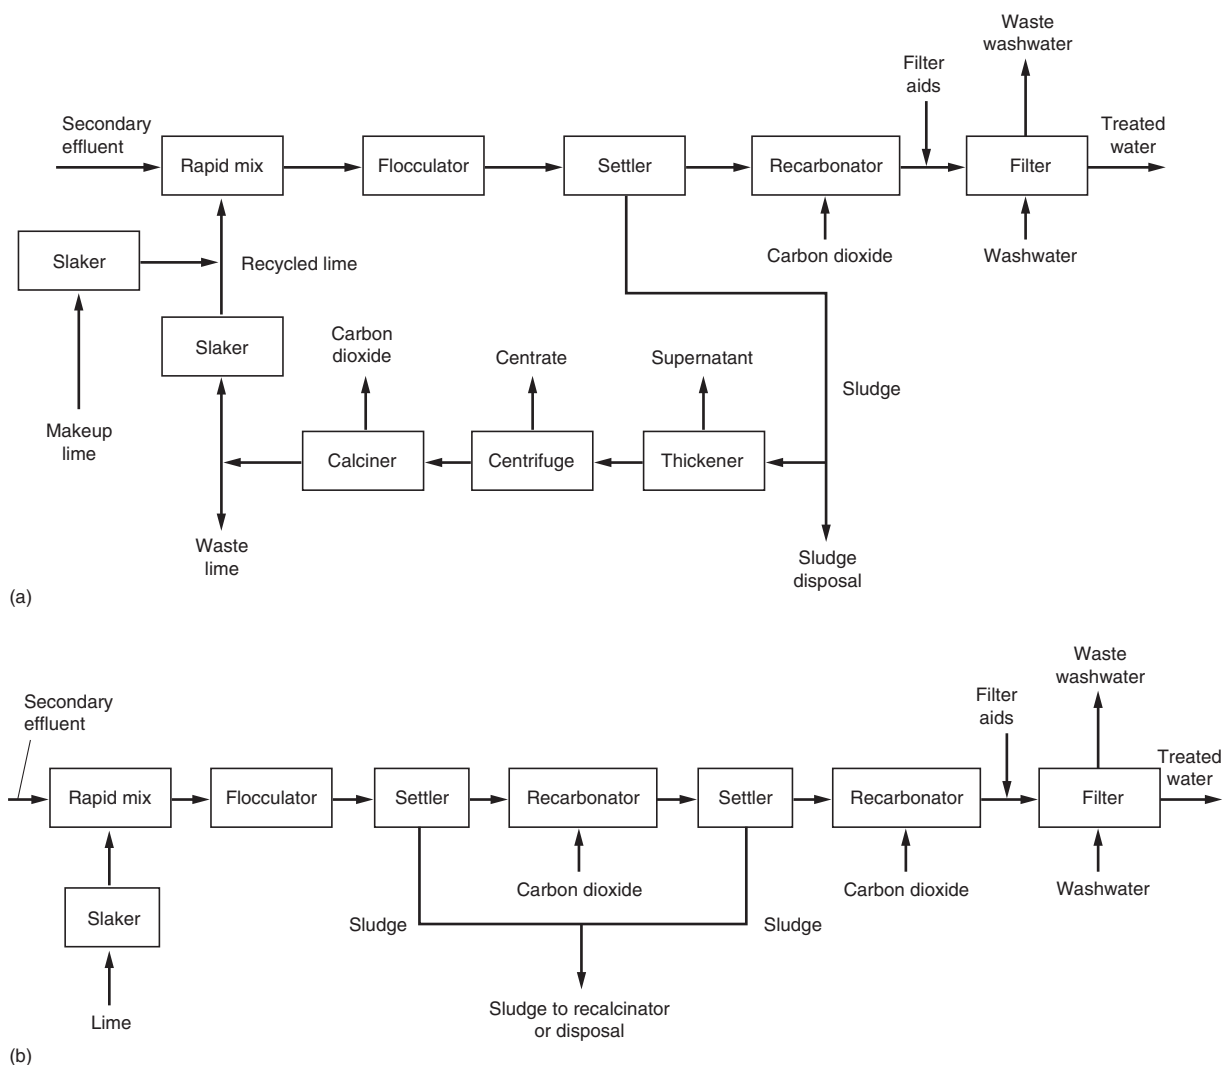 Waste
washwater
Filter
aids
Secondary
effluent
Rapid mix
Flocculator
Settler
Recarbonator
Filter
Treated
water
Slaker
Recycled lime
Carbon dioxide
Washwater
Slaker
Carbon
dioxide
Centrate
Supernatant
Sludge
Makeup
lime
Calciner
Centrifuge
Thickener
Waste
lime
Sludge
disposal
(a)
Waste
washwater
Secondary
effluent
Filter
aids
Treated
water
Rapid mix
Flocculator
Settler
Recarbonator
Settler
Recarbonator
Filter
Carbon dioxide
Carbon dioxide
Washwater
Slaker
Sludge
Sludge
Lime
Sludge to recalcinator
or disposal
(b)